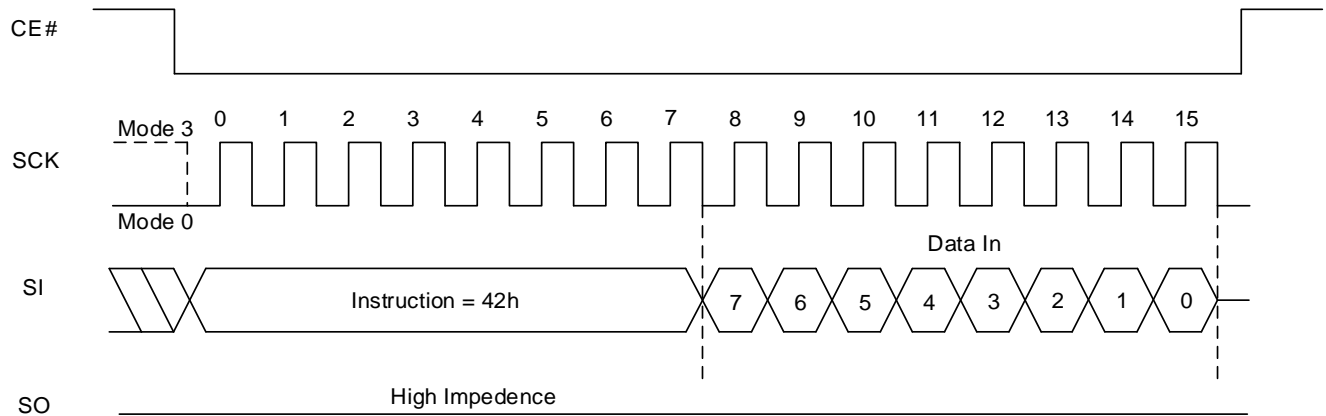 CE#
Mode 3
0 1 2 3 4 5 6 7 8 9 10 11 12 13 14 15
SCK
Mode 0
Data In
SI
Instruction = 42h
7 6 5 4 3 2 1 0
High Impedence
SO